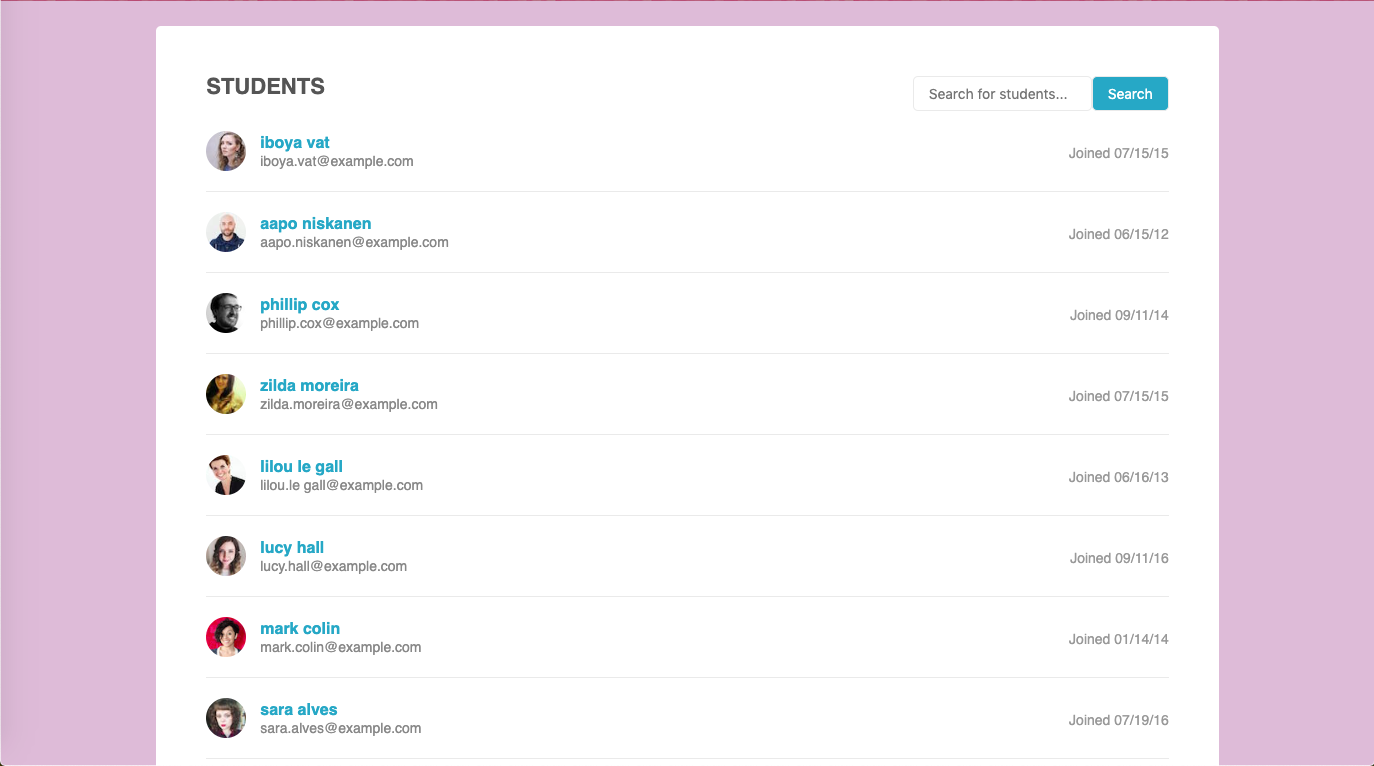 STUDENTS
Search for students...
Search
iboya vat
iboya.vat@example.com
Joined 07/15/15
aapo niskanen
aapo.niskanen@example.com
Joined 06/15/12
phillip cox
phillip.cox@example.com
Joined 09/11/14
zilda moreira
zilda.moreira@example.com
Joined 07/15/15
lilou le gall
lilou.le gall@example.com
Joined 06/16/13
lucy hall
lucy.hall@example.com
Joined 09/11/16
mark colin
mark.colin@example.com
Joined 01/14/14
sara alves
sara.alves@example.com
Joined 07/19/16